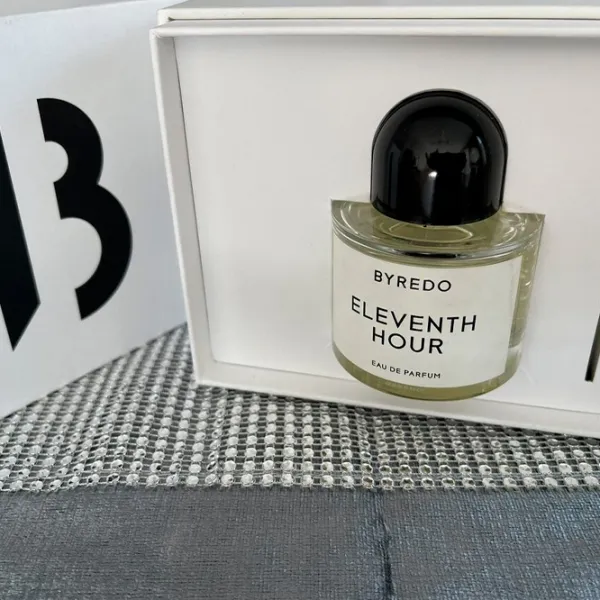 B
BYREDO
ELEVENTH
HOUR
EAU DE PARFUM